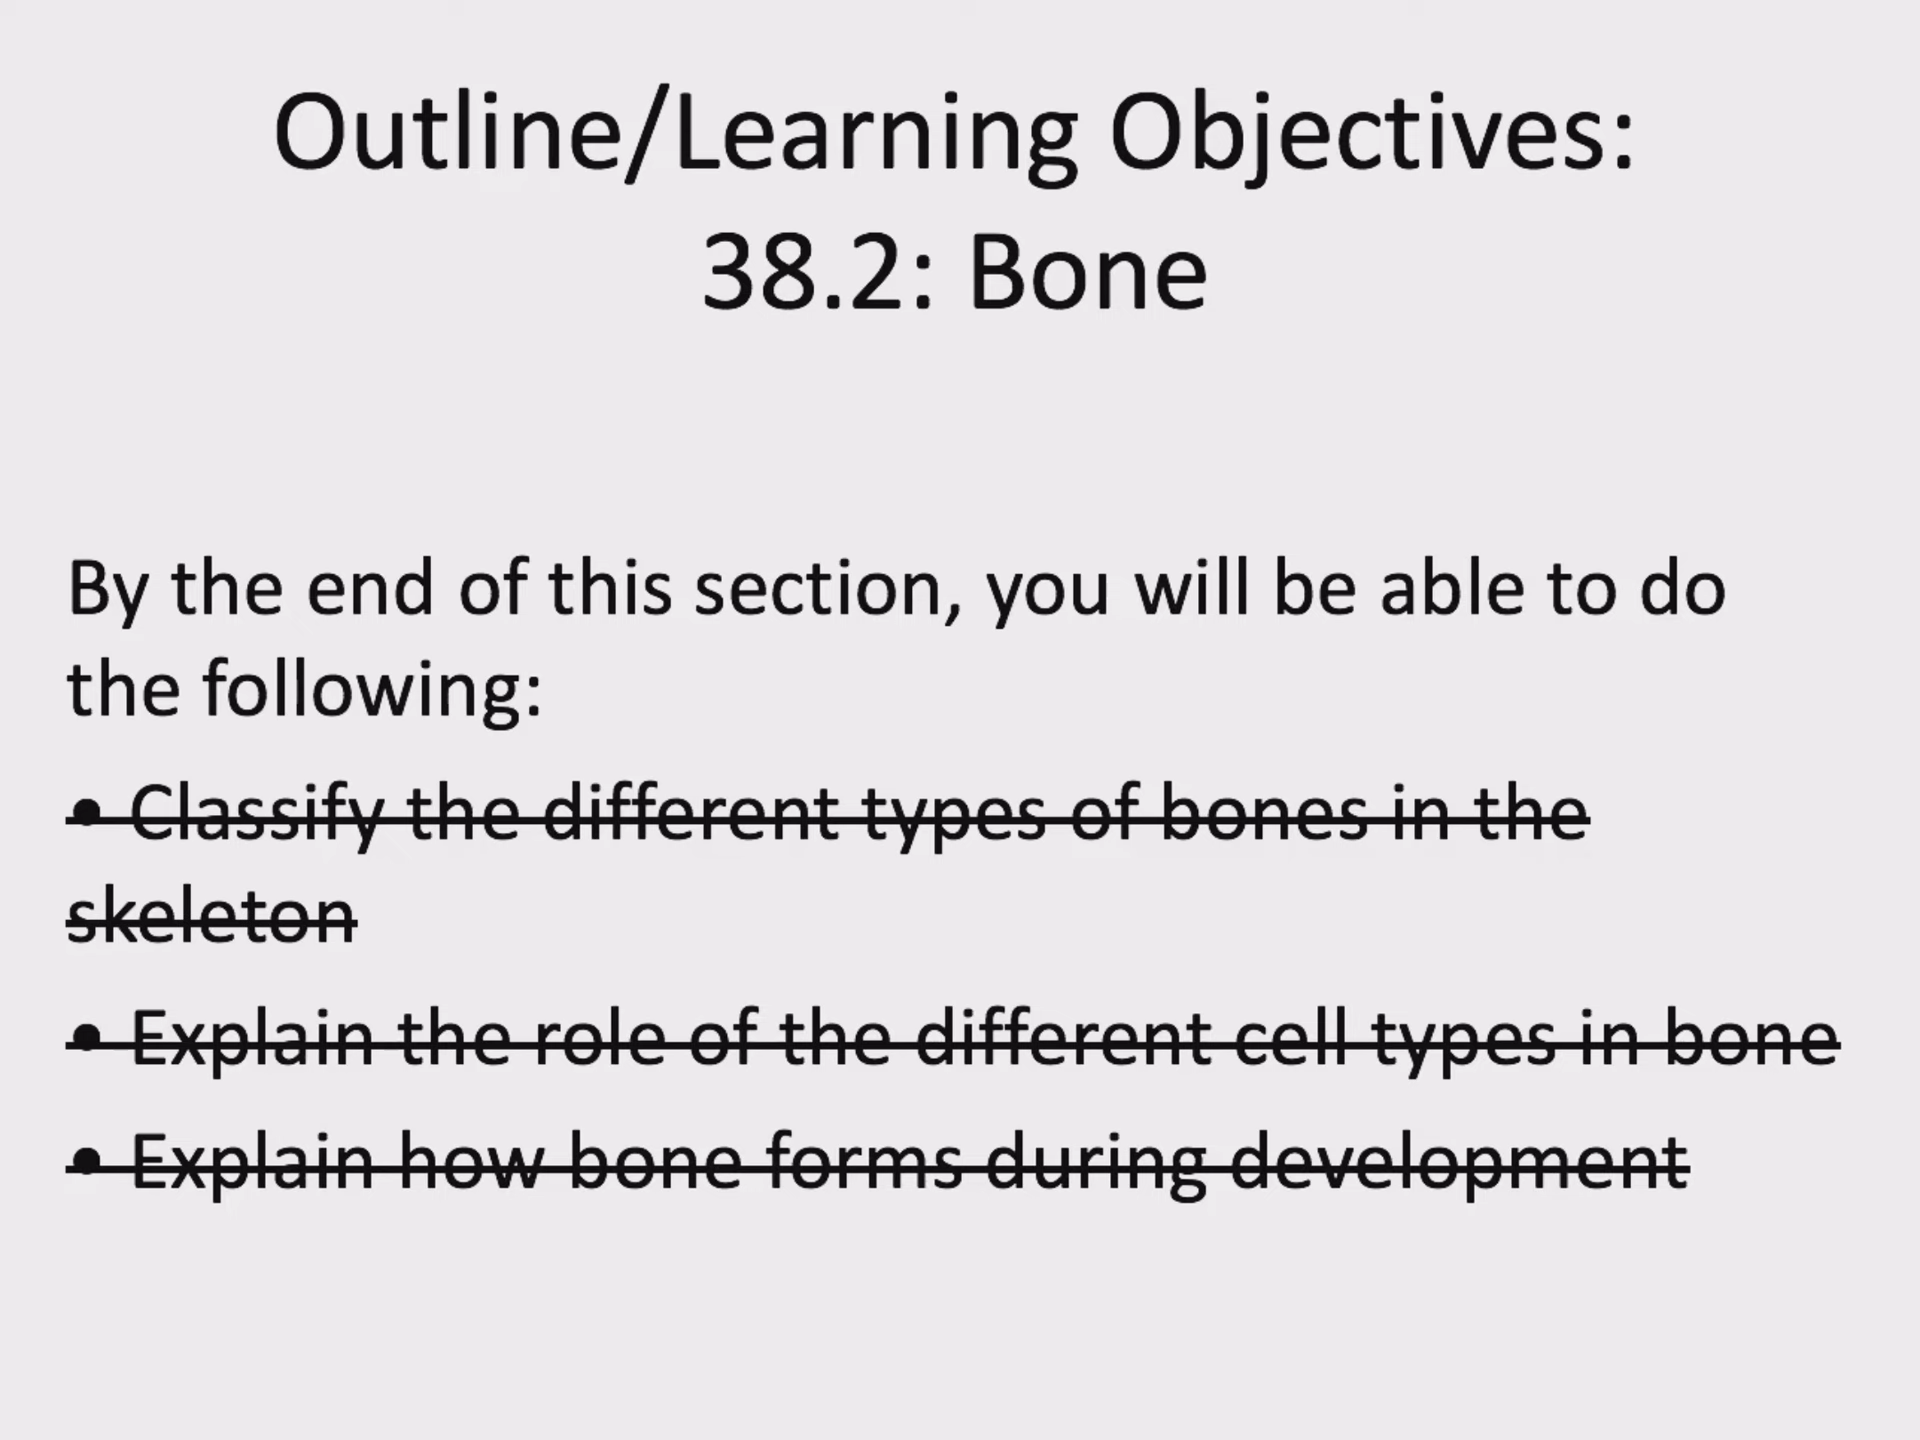 Outline/Learning Objectives:
38.2: Bone
By the end of this section, you will be able to do
the following:
• Classify the different types of bones in the
skeleton
• Explain the role of the different cell types in bone
• Explain how bone forms during development